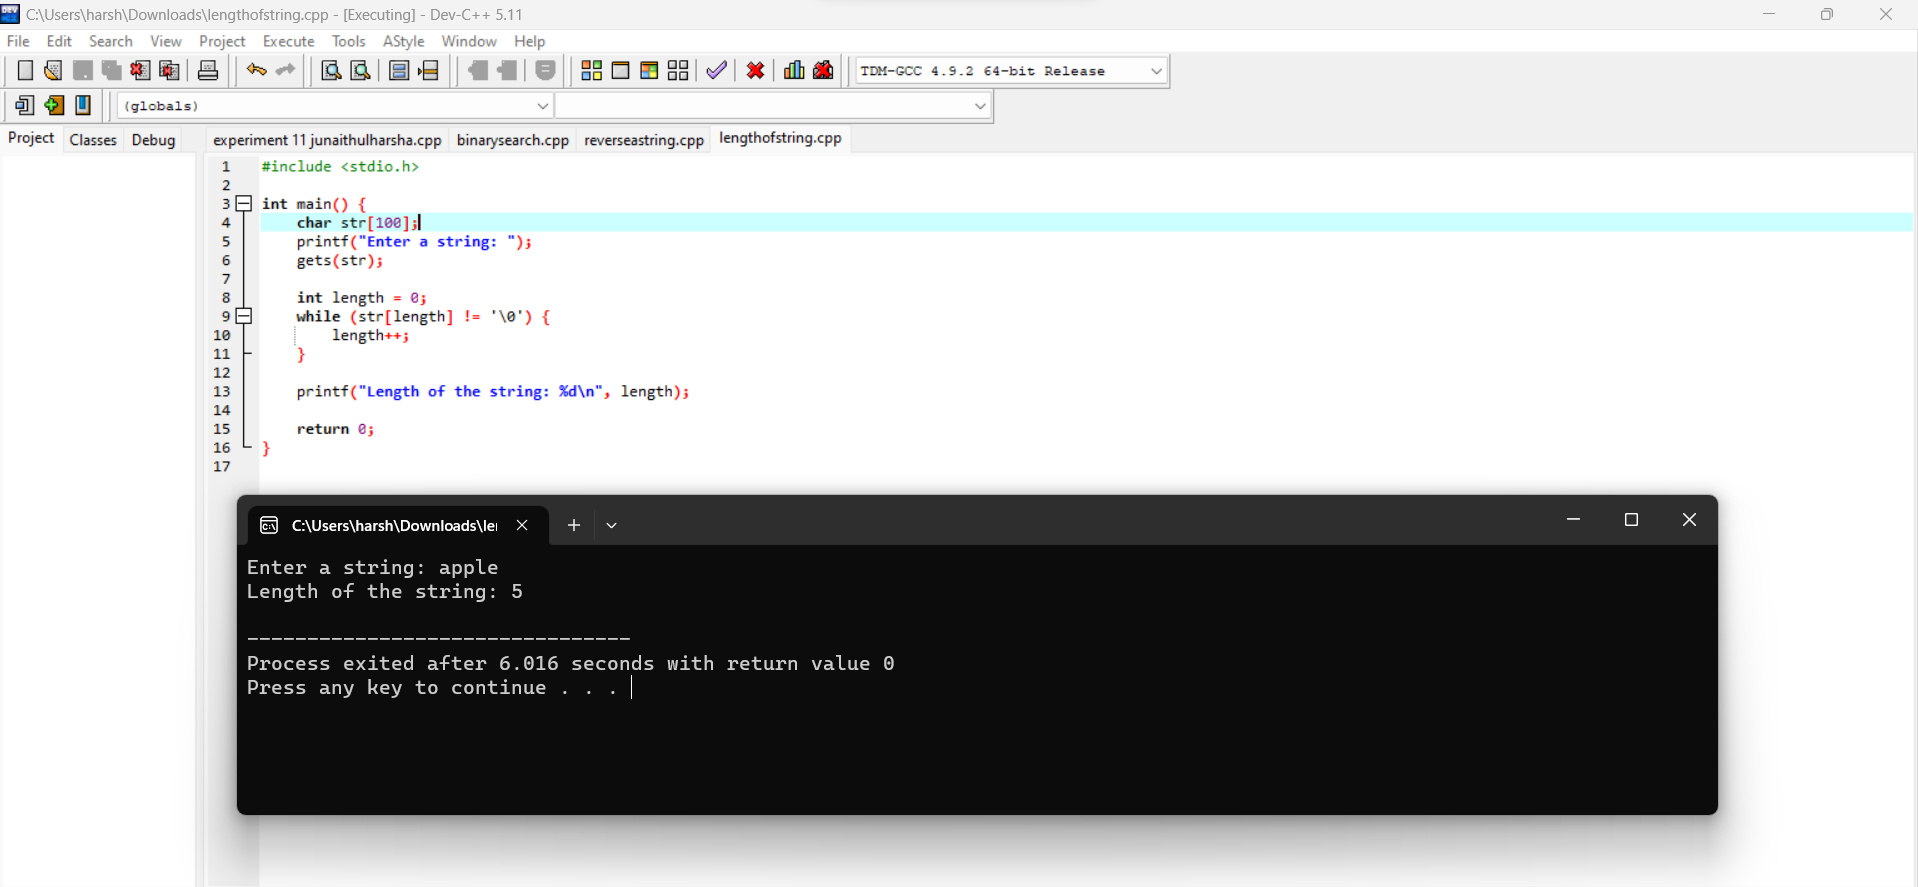 C:\Users\harsh\Downloads\lengthofstring.cpp - [Executing] - Dev-C++ 5.11
File Edit Search View Project Execute Tools AStyle Window Help
TDM-GCC 4.9.2 64-bit Release
(globals)
Project Classes Debug
experiment 11 junaithulharsha.cpp binarysearch.cpp reverseastring.cpp lengthofstring.cpp
1 #include <stdio.h>
2
3 int main() {
4 char str[100];
5 printf("Enter a string: ");
6 gets(str);
7
8 int length = 0;
9 while (str[length] != '\0') {
10 length++;
11 }
12
13 printf("Length of the string: %d\n", length);
14
15 return 0;
16 }
17
C:\Users\harsh\Downloads\le
Enter a string: apple
Length of the string: 5
--------------------------------
Process exited after 6.016 seconds with return value 0
Press any key to continue . . .